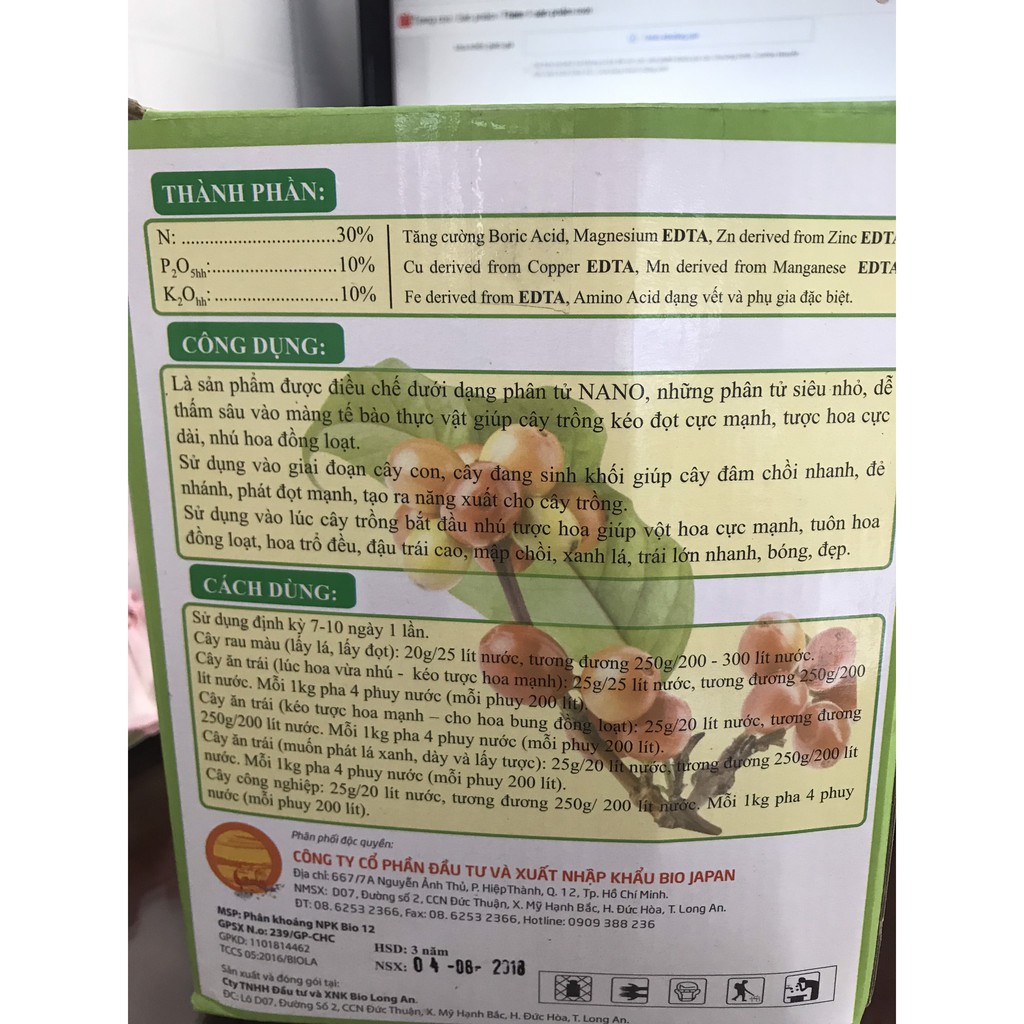 THÀNH PHẦN:
N: ..............................30%
P2O5hh:.........................10%
K2Ohh: .........................10%
Tăng cường Boric Acid, Magnesium EDTA, Zn derived from Zinc EDTA
Cu derived from Copper EDTA, Mn derived from Manganese EDTA
Fe derived from EDTA, Amino Acid dạng vết và phụ gia đặc biệt.
CÔNG DỤNG:
Là sản phẩm được điều chế dưới dạng phân tử NANO, những phân tử siêu nhỏ, dễ
thấm sâu vào màng tế bào thực vật giúp cây trồng kéo đọt cực mạnh, tược hoa cực
dài, nhú hoa đồng loạt.
Sử dụng vào giai đoạn cây con, cây đang sinh khối giúp cây đâm chồi nhanh, đẻ
nhánh, phát đọt mạnh, tạo ra năng xuất cho cây trồng.
Sử dụng vào lúc cây trồng bắt đầu nhú tược hoa giúp vột hoa cực mạnh, tuôn hoa
đồng loạt, hoa trổ đều, đậu trái cao, mập chồi, xanh lá, trái lớn nhanh, bóng, đẹp.
CÁCH DÙNG:
Sử dụng định kỳ 7-10 ngày 1 lần.
Cây rau màu (lấy lá, lấy đọt): 20g/25 lít nước, tương đương 250g/200 - 300 lít nước.
Cây ăn trái (lúc hoa vừa nhú - kéo tược hoa mạnh): 25g/25 lít nước, tương đương 250g/200
lít nước. Mỗi 1kg pha 4 phuy nước (mỗi phuy 200 lít).
Cây ăn trái (kéo tược hoa mạnh – cho hoa bung đồng loạt): 25g/20 lít nước, tương đương
250g/200 lít nước. Mỗi 1kg pha 4 phuy nước (mỗi phuy 200 lít).
Cây ăn trái (muốn phát lá xanh, dày và lấy tược): 25g/20 lít nước, tương đương 250g/200 lít
nước. Mỗi 1kg pha 4 phuy nước (mỗi phuy 200 lít).
Cây công nghiệp: 25g/20 lít nước, tương đương 250g/ 200 lít nước. Mỗi 1kg pha 4 phuy
nước (mỗi phuy 200 lít).
Phân phối độc quyền:
CÔNG TY CỔ PHẦN ĐẦU TƯ VÀ XUẤT NHẬP KHẨU BIO JAPAN
Địa chỉ: 667/7A Nguyễn Ảnh Thủ, P. Hiệp Thành, Q. 12, Tp. Hồ Chí Minh.
NMSX: D07, Đường số 2, CCN Đức Thuận, X. Mỹ Hạnh Bắc, H. Đức Hòa, T. Long An.
ĐT: 08. 6253 2366, Fax: 08. 6253 2366, Hotline: 0909 388 236
MSP: Phân khoáng NPK Bio 12
GPSX N.o: 239/GP-CHC
GPKD: 1101814462
TCCS 05:2016/BIOLA
HSD: 3 năm
NSX: 04 -08- 2018
Sản xuất và đóng gói tại:
Cty TNHH Đầu tư và XNK Bio Long An.
ĐC: Lô D07, Đường Số 2, CCN Đức Thuận, X. Mỹ Hạnh Bắc, H. Đức Hòa, T. Long An.